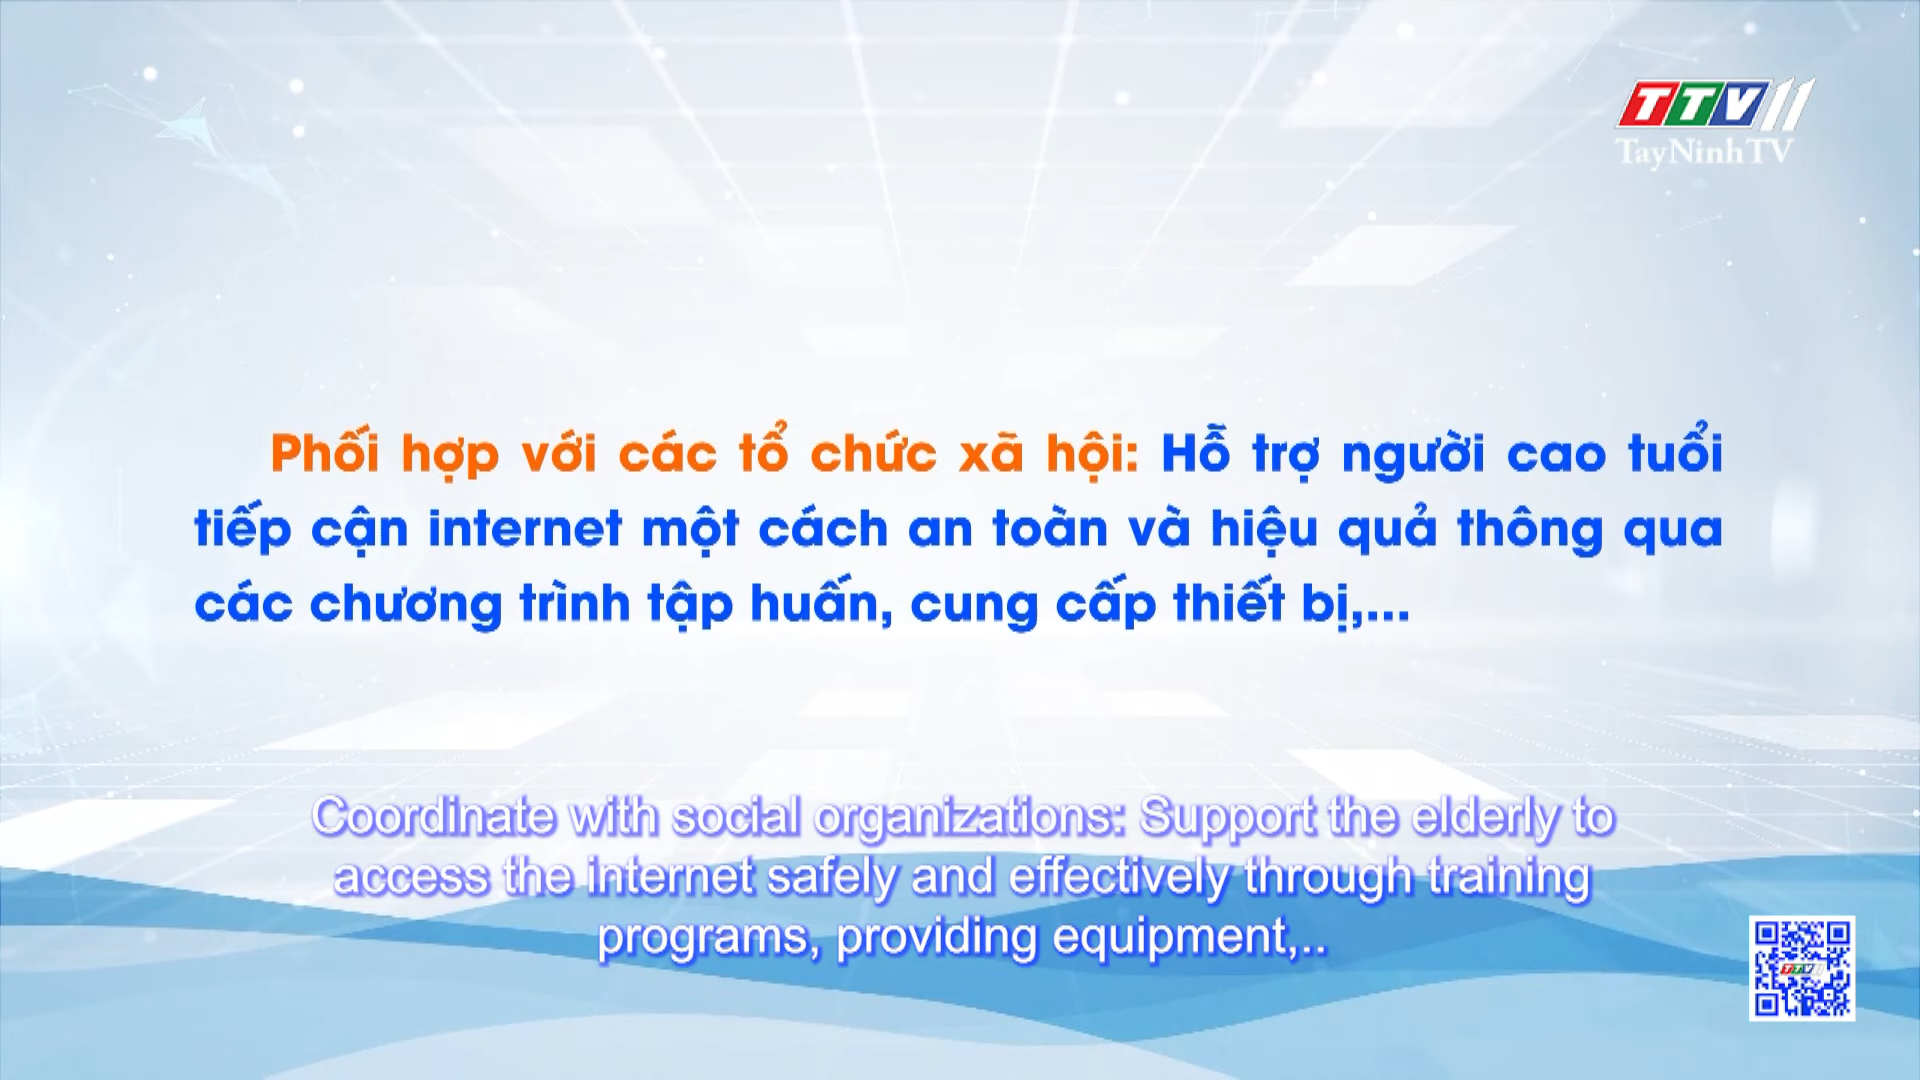 TTV11
TayNinhTV
Phối hợp với các tổ chức xã hội: Hỗ trợ người cao tuổi
tiếp cận internet một cách an toàn và hiệu quả thông qua
các chương trình tập huấn, cung cấp thiết bị,...
Coordinate with social organizations: Support the elderly to
access the internet safely and effectively through training
programs, providing equipment,..
TTV11